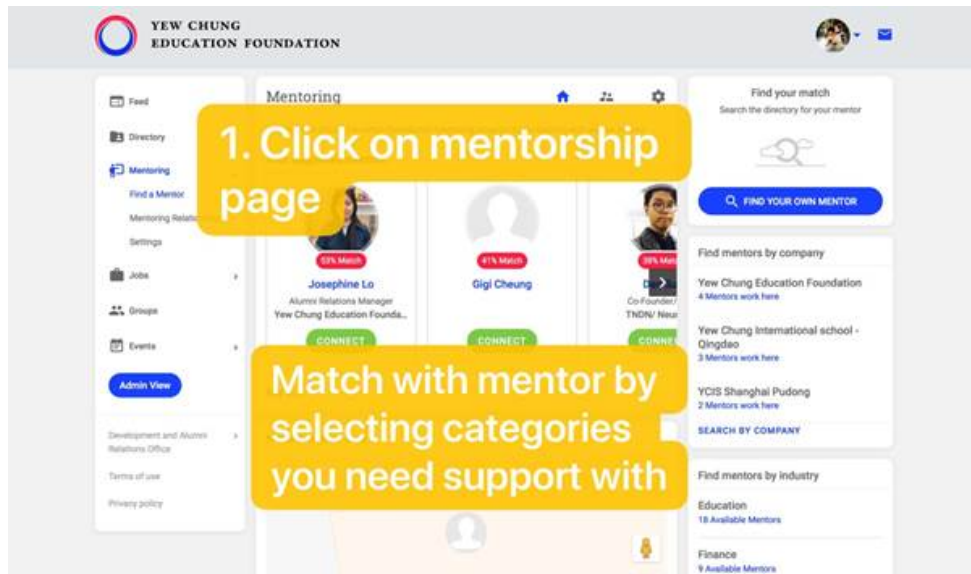 YEW CHUNG
EDUCATION FOUNDATION
Feed
Directory
Mentoring
Find a Mentor
Mentoring
Settings
Jobs
Groups
Events
Admin View
Development and Alumni
Relations Office
Terms of use
Privacy policy
Mentoring
1. Click on mentorship
page
53% Match
Josephine Lo
Alumni Relations Manager
Yew Chung Education Founda...
CONNECT
41% Match
Gigi Cheung
CONNECT
39% Mat
Co-Founder/
TNDN/ Neur
CONNE
Match with mentor by
selecting categories
you need support with
Find your match
Search the directory for your mentor
FIND YOUR OWN MENTOR
Find mentors by company
Yew Chung Education Foundation
4 Mentors work here
Yew Chung International school -
Qingdao
3 Mentors work here
YCIS Shanghai Pudong
2 Mentors work here
SEARCH BY COMPANY
Find mentors by industry
Education
18 Available Mentors
Finance
9 Available Mentors